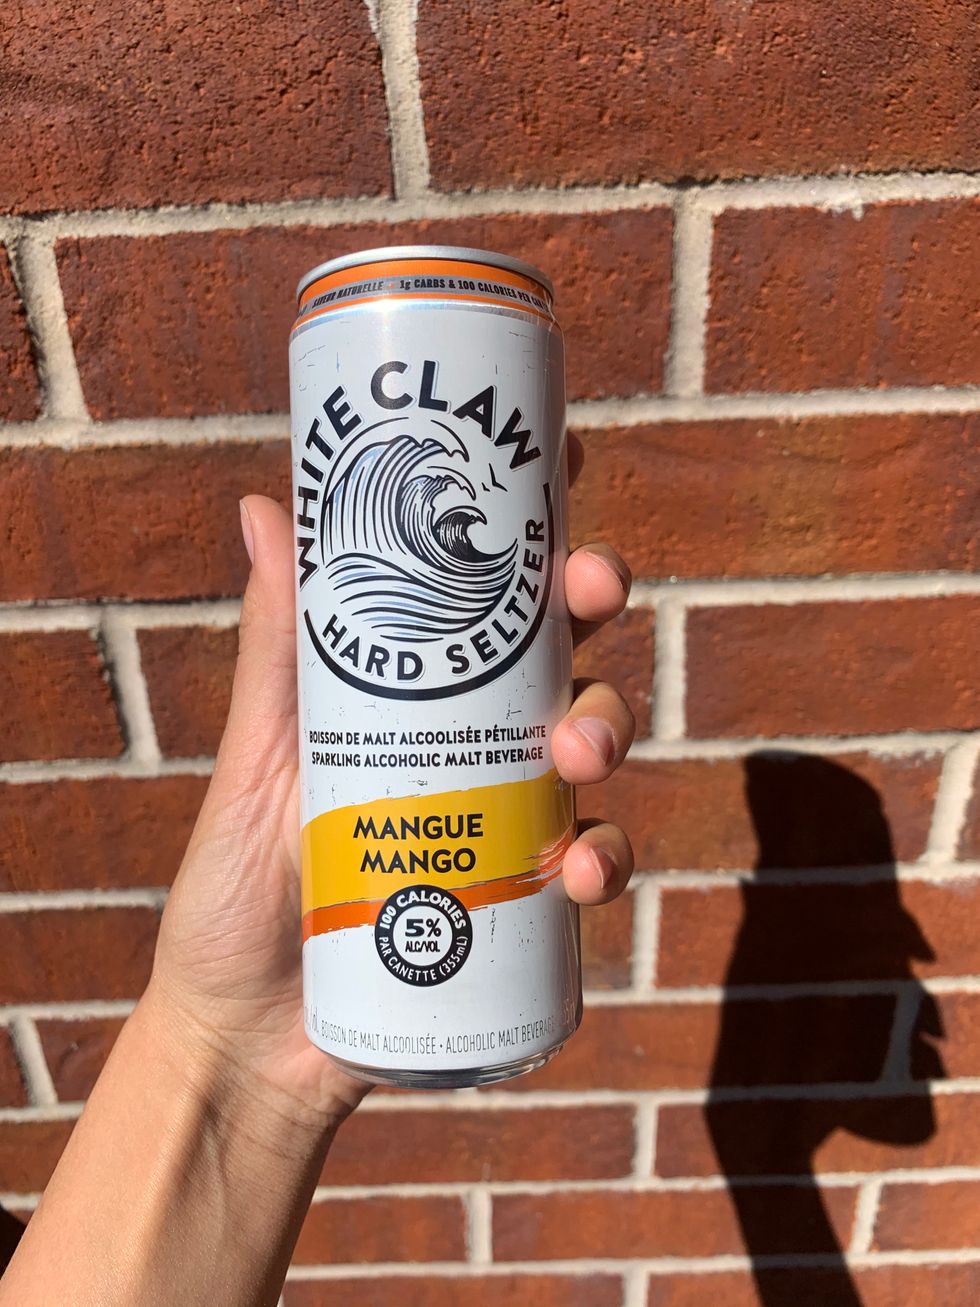 SAVEUR NATURELLE - 1g CARBS & 100 CALORIES PER CAN
WHITE CLAW
HARD SELTZER
BOISSON DE MALT ALCOOLISÉE PÉTILLANTE
SPARKLING ALCOHOLIC MALT BEVERAGE
MANGUE
MANGO
100 CALORIES
5%
ALC/VOL
PAR CANETTE (355mL)
BOISSON DE MALT ALCOOLISÉE • ALCOHOLIC MALT BEVERAGE